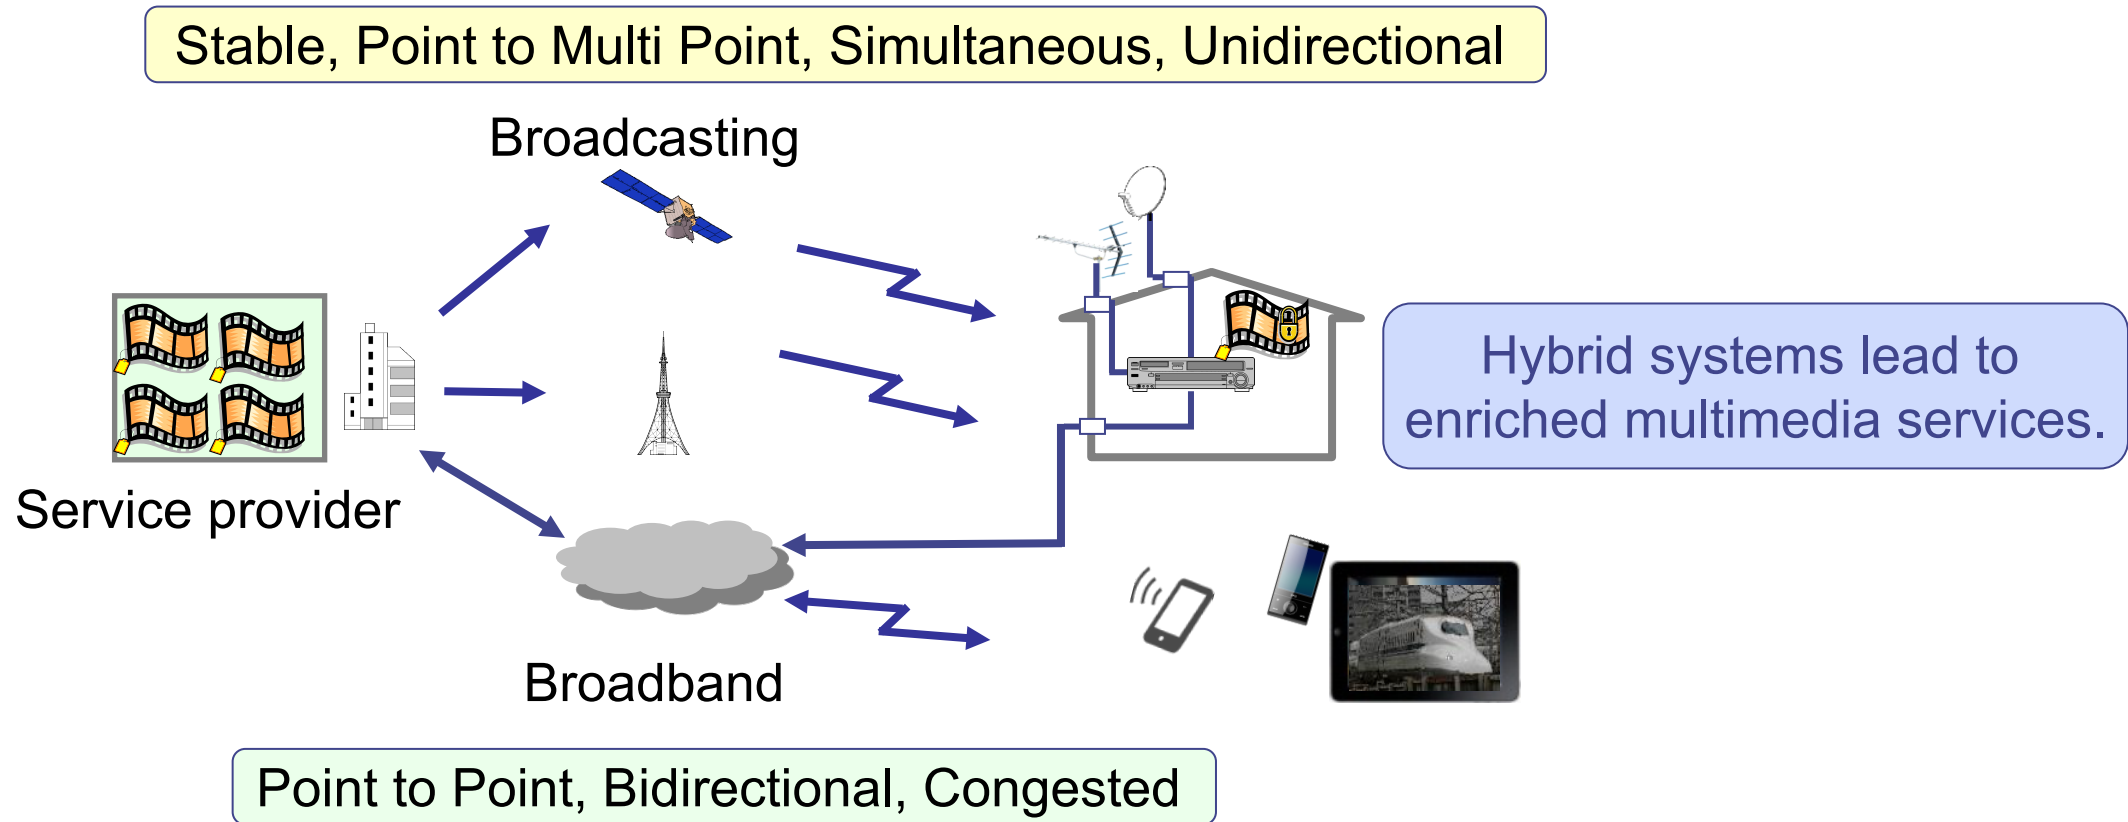 Stable, Point to Multi Point, Simultaneous, Unidirectional
Broadcasting
Hybrid systems lead to
enriched multimedia services.
Service provider
Broadband
Point to Point, Bidirectional, Congested